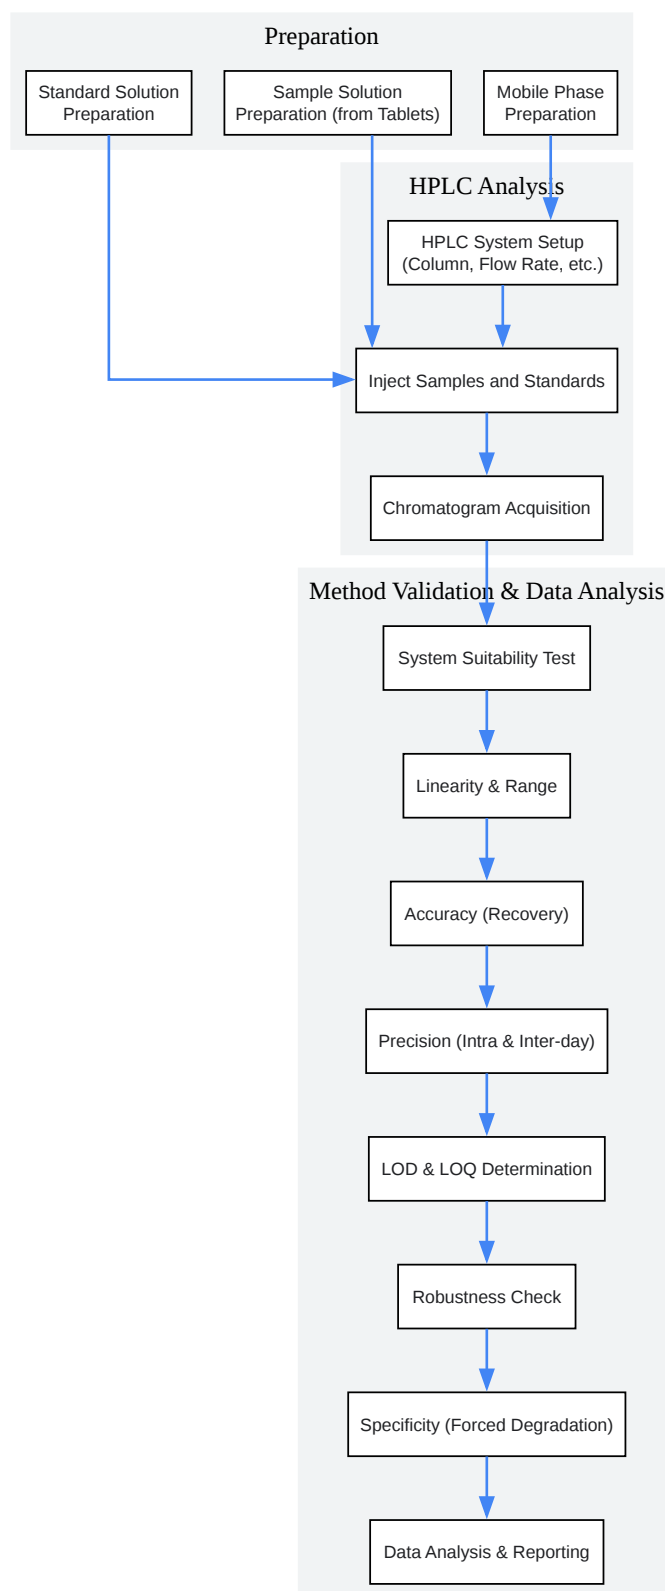 Preparation
Standard Solution
Preparation
Sample Solution
Preparation (from Tablets)
Mobile Phase
Preparation
HPLC Analysis
HPLC System Setup
(Column, Flow Rate, etc.)
Inject Samples and Standards
Chromatogram Acquisition
Method Validation & Data Analysis
System Suitability Test
Linearity & Range
Accuracy (Recovery)
Precision (Intra & Inter-day)
LOD & LOQ Determination
Robustness Check
Specificity (Forced Degradation)
Data Analysis & Reporting